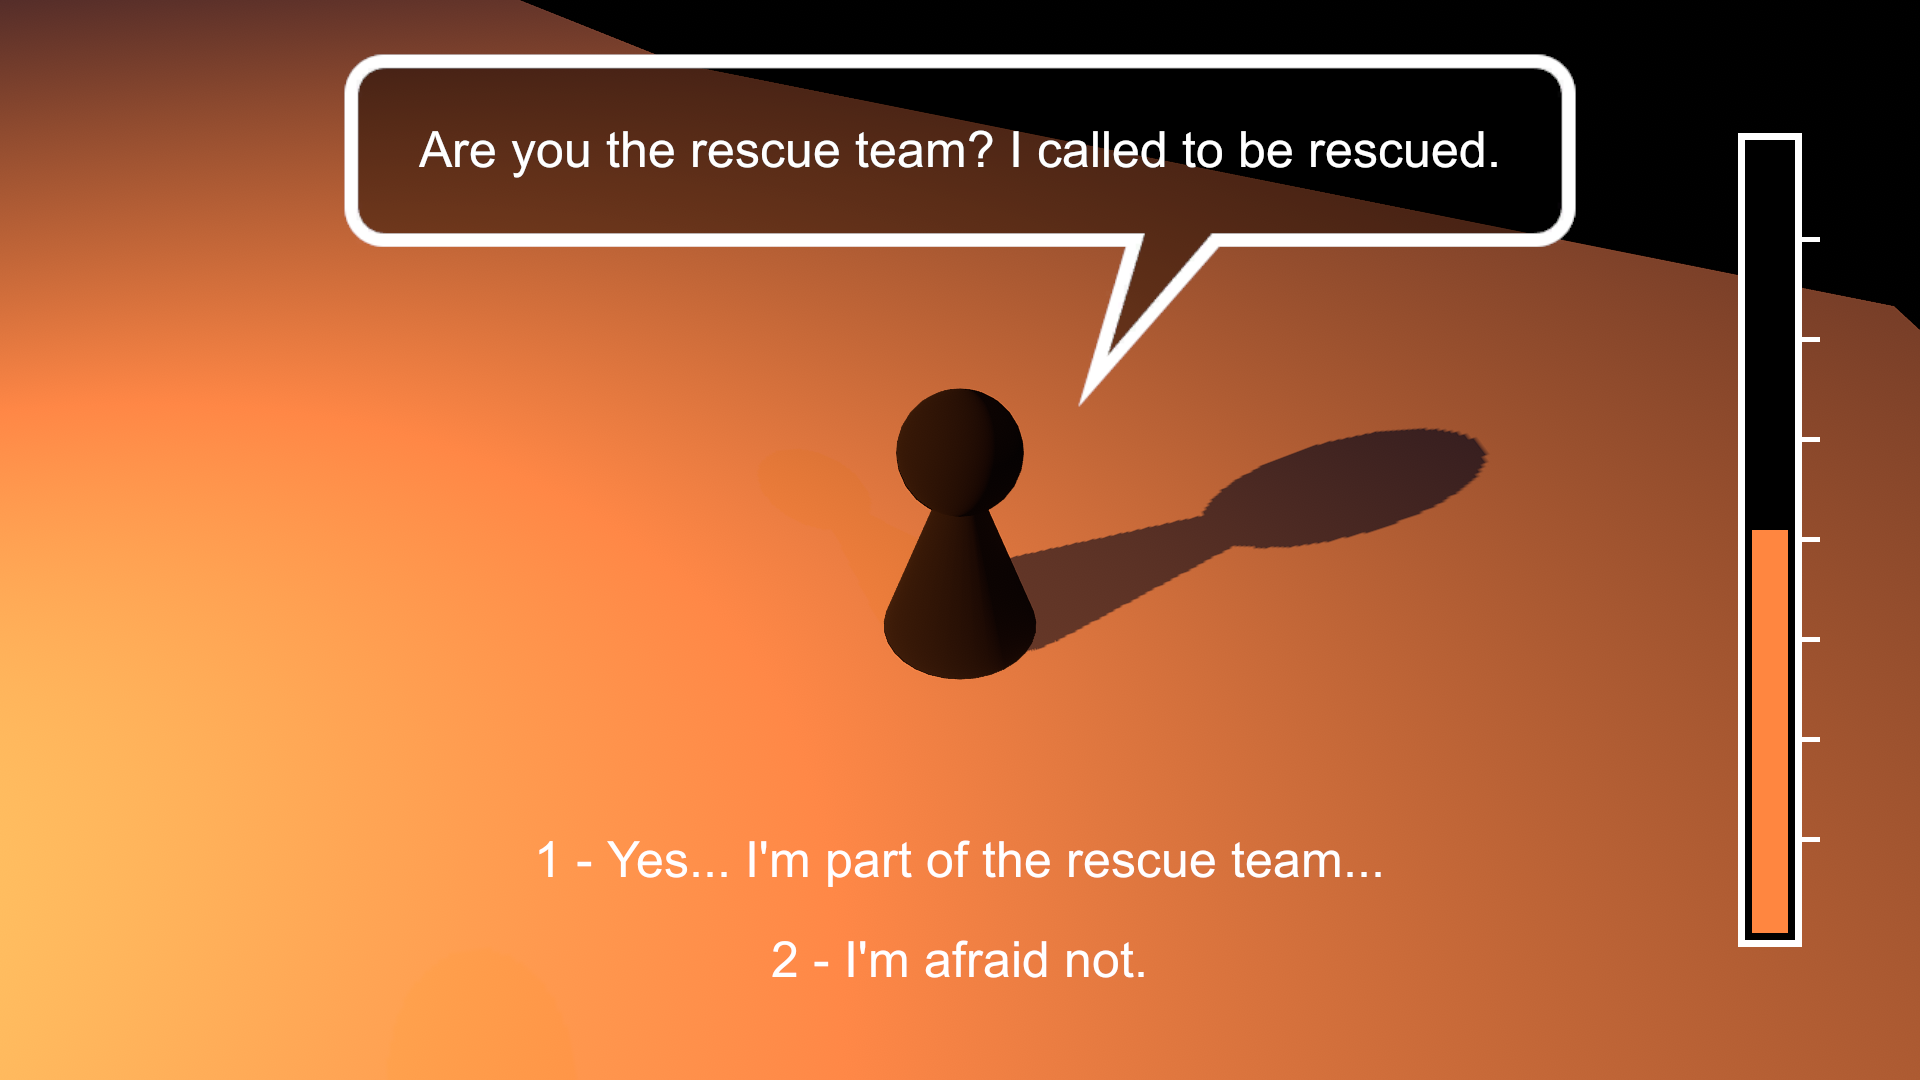 Are you the rescue team? I called to be rescued.
1 - Yes... I'm part of the rescue team...
2 - I'm afraid not.